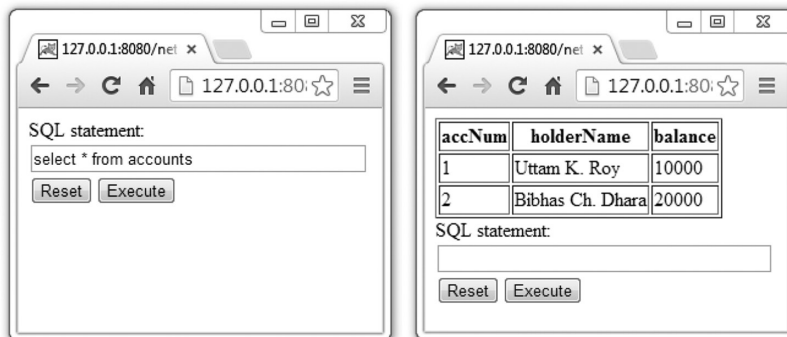 127.0.0.1:8080/net
127.0.0.1:80
SQL statement:
select * from accounts
Reset Execute
127.0.0.1:8080/net
127.0.0.1:80
accNum holderName balance
1 Uttam K. Roy 10000
2 Bibhas Ch. Dhara 20000
SQL statement:
Reset Execute